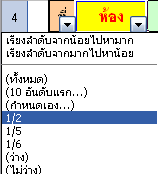 4 ที่ ห้อง
เรียงลำดับจากน้อยไปหามาก
เรียงลำดับจากมากไปหาน้อย
(ทั้งหมด)
(10 อันดับแรก...)
(กำหนดเอง...)
1/2
1/5
1/6
(ว่าง)
(ไม่ว่าง)